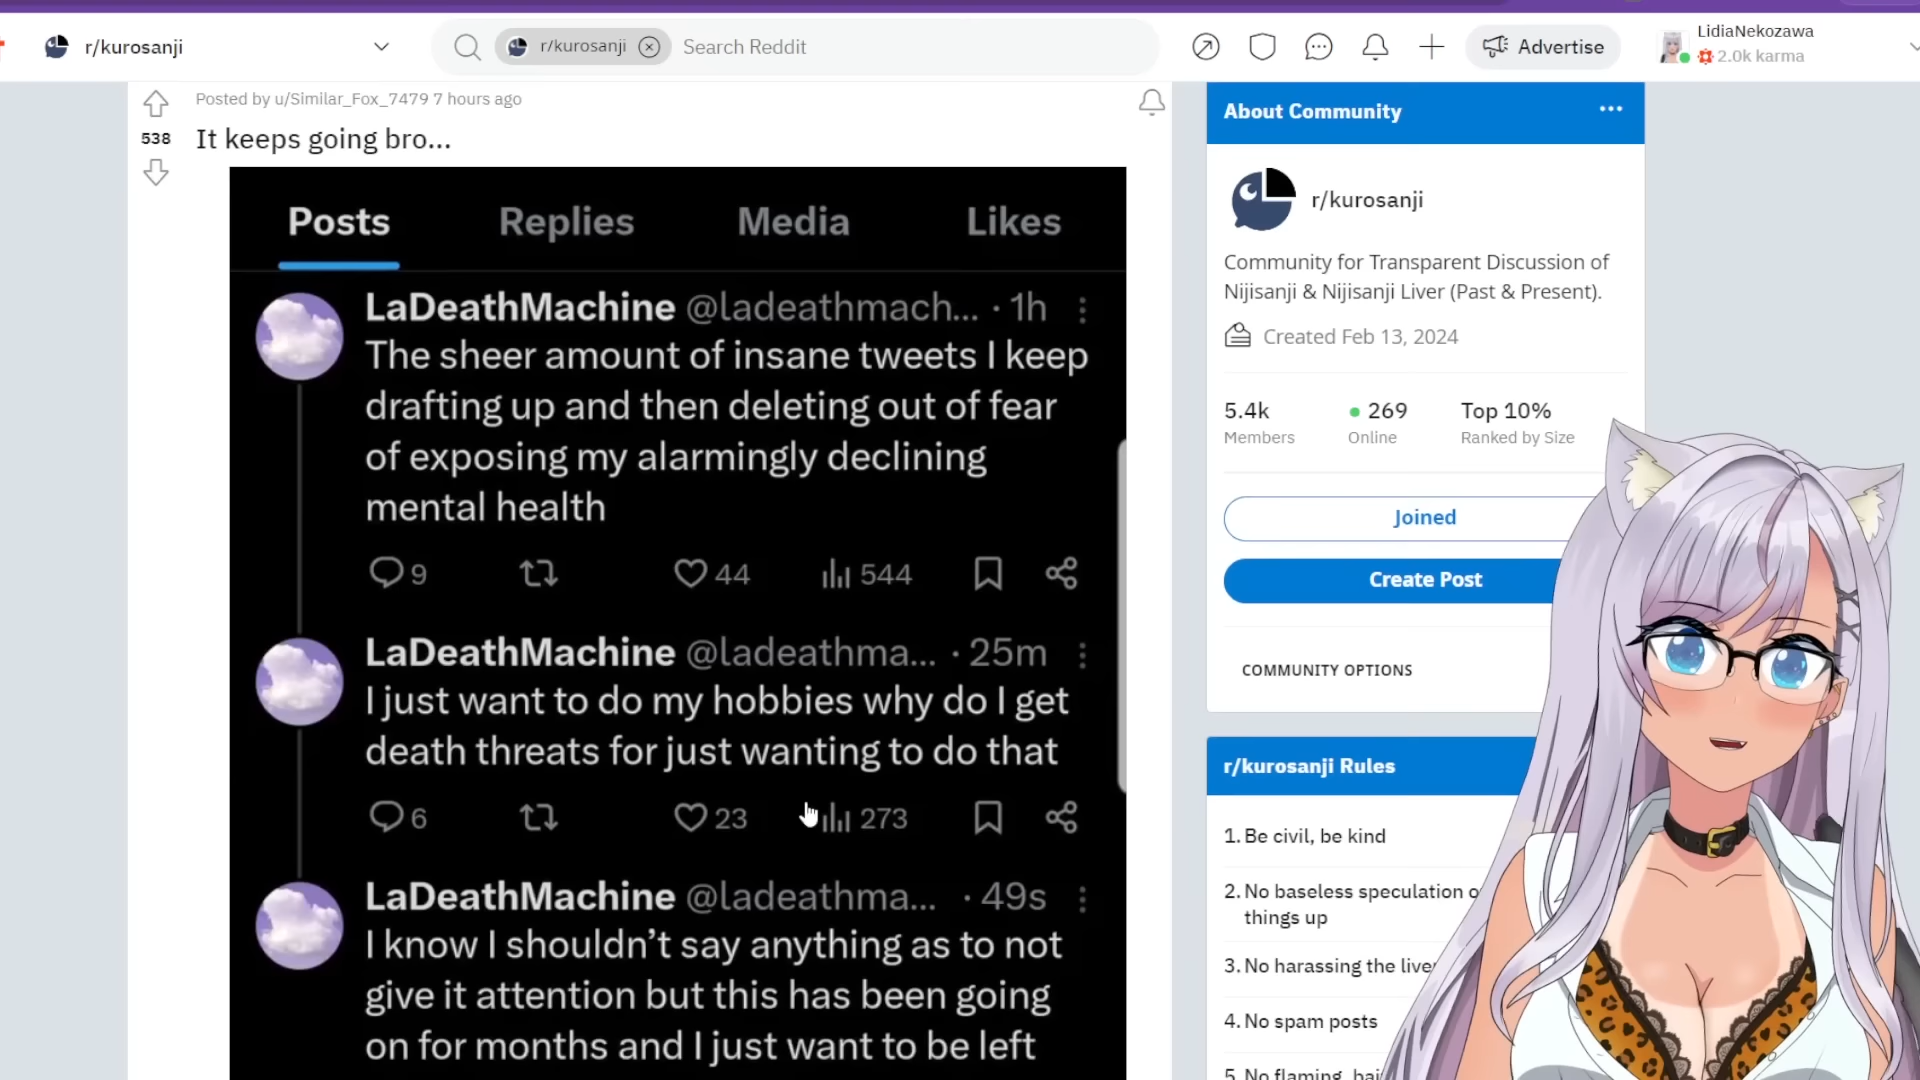 r/kurosanji
r/kurosanji
Search Reddit
Advertise
LidiaNekozawa
2.0k karma
Posted by u/Similar_Fox_7479 7 hours ago
538
It keeps going bro...
Posts Replies Media Likes
LaDeathMachine @ladeathmach... · 1h
The sheer amount of insane tweets I keep
drafting up and then deleting out of fear
of exposing my alarmingly declining
mental health
9 44 544
LaDeathMachine @ladeathma... · 25m
I just want to do my hobbies why do I get
death threats for just wanting to do that
6 23 273
LaDeathMachine @ladeathma... · 49s
I know I shouldn't say anything as to not
give it attention but this has been going
on for months and I just want to be left
About Community
r/kurosanji
Community for Transparent Discussion of
Nijisanji & Nijisanji Liver (Past & Present).
Created Feb 13, 2024
5.4k 269 Top 10%
Members Online Ranked by Size
Joined
Create Post
COMMUNITY OPTIONS
r/kurosanji Rules
1. Be civil, be kind
2. No baseless speculation
things up
3. No harassing the
4. No spam posts
5. No flaming,